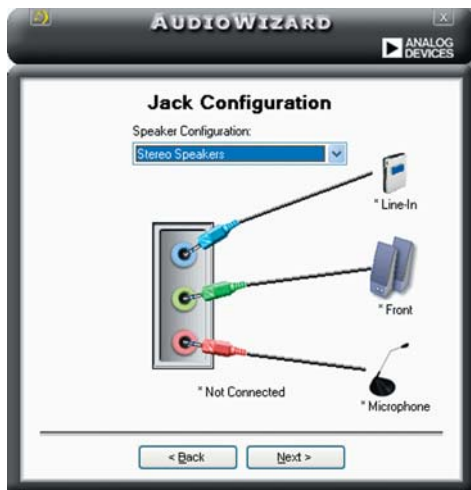 AUDIOWIZARD
ANALOG
DEVICES
Jack Configuration
Speaker Configuration:
Stereo Speakers
* Line-In
* Front
* Not Connected
* Microphone
< Back
Next >